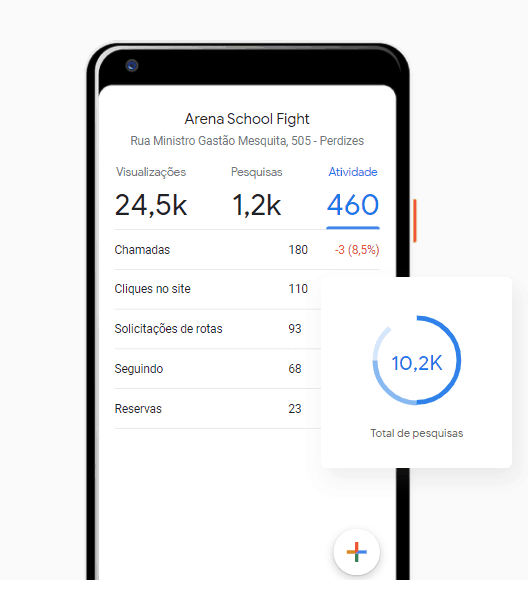 Arena School Fight
Rua Ministro Gastão Mesquita, 505 - Perdizes
Visualizações Pesquisas Atividade
24,5k 1,2k 460
Chamadas 180 -3 (8,5%)
Cliques no site 110
Solicitações de rotas 93
Seguindo 68
Reservas 23
10,2K
Total de pesquisas